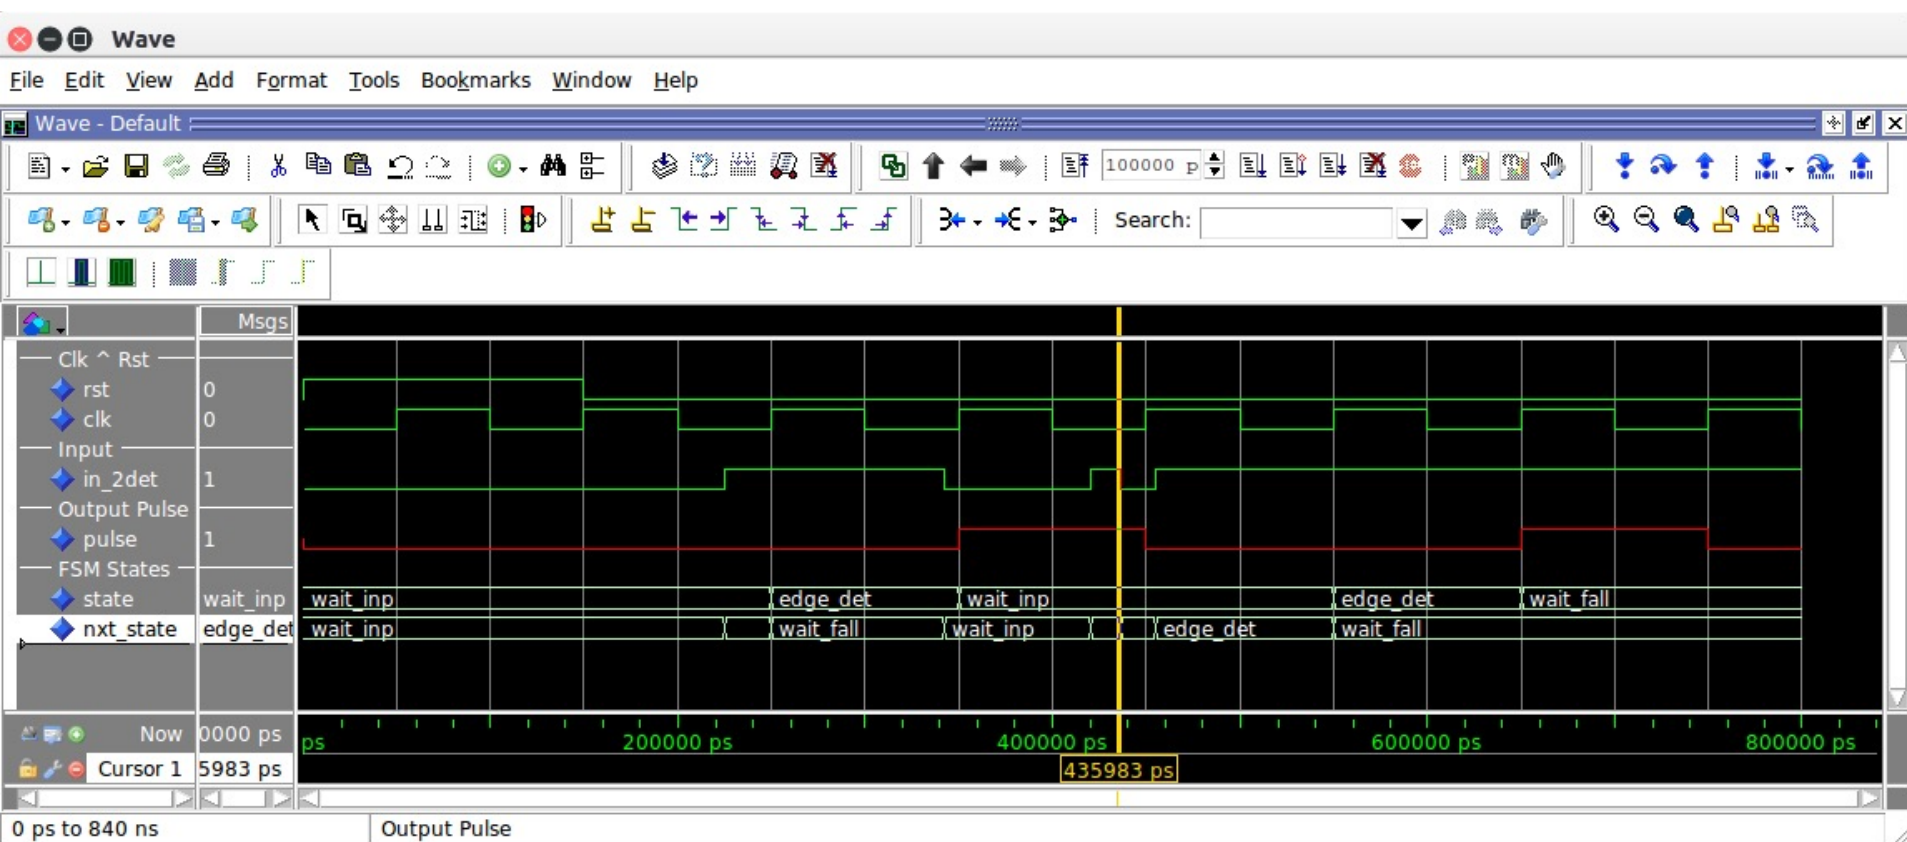 Wave
File Edit View Add Format Tools Bookmarks Window Help
Wave - Default
100000 p
Search:
Msgs
Clk ^ Rst
rst 0
clk 0
Input
in_2det 1
Output Pulse
pulse 1
FSM States
state wait_inp wait_inp edge_det wait_inp edge_det wait_fall
nxt_state edge_det wait_inp wait_fall wait_inp edge_det wait_fall
Now 0000 ps ps 200000 ps 400000 ps 600000 ps 800000 ps
Cursor 1 5983 ps 435983 ps
0 ps to 840 ns Output Pulse